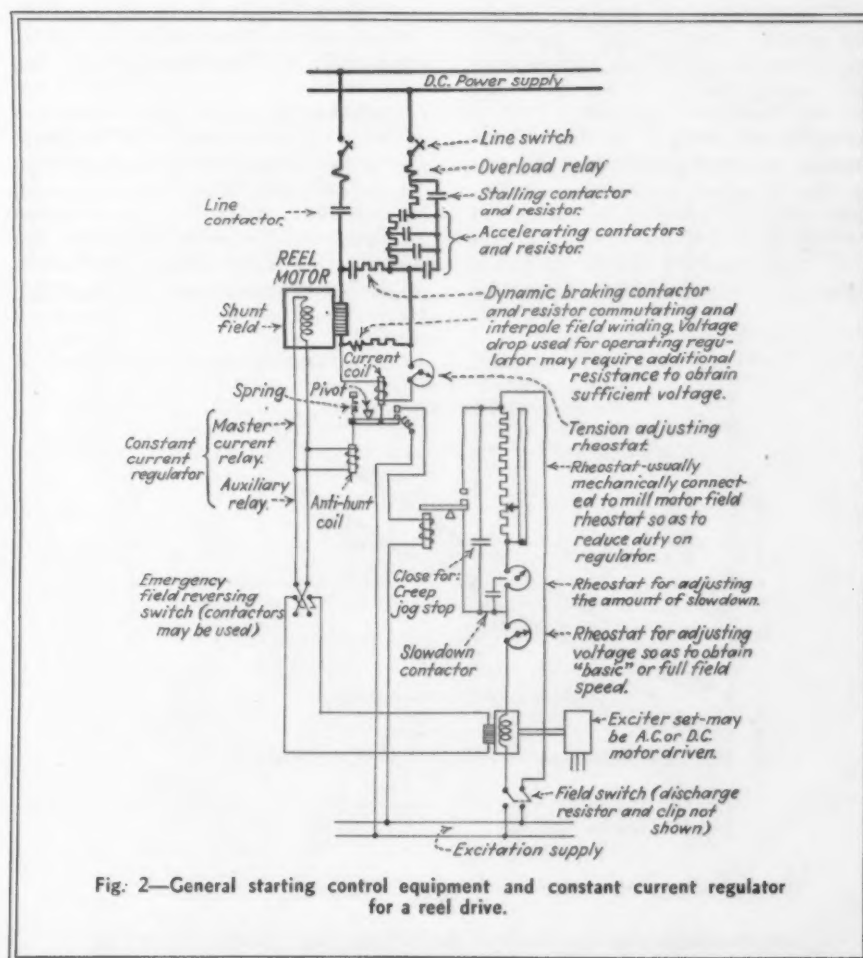 D.C. Power supply
Line switch
Overload relay
Line
contactor.
Stalling contactor
and resistor.
Accelerating contactors
and resistor.
REEL
MOTOR
Shunt
field
Dynamic braking contactor
and resistor commutating and
interpole field winding. Voltage
drop used for operating regu-
lator may require additional
resistance to obtain
sufficient voltage.
Current
coil
Spring
Pivot
Tension adjusting
rheostat.
Constant
current
regulator
Master
current
relay.
Auxiliary
relay.
Anti-hunt
coil
Rheostat-usually
mechanically connect-
ed to mill motor field
rheostat so as to
reduce duty on
regulator.
Close for:
Creep
jog stop
Emergency
field reversing
switch (contactors
may be used)
Rheostat for adjusting
the amount of slowdown.
Slowdown
contactor
Rheostat for adjusting
voltage so as to obtain
"basic" or full field
speed.
Exciter set-may
be A.C. or D.C.
motor driven.
Field switch (discharge
resistor and clip not
shown)
Excitation supply
Fig. 2—General starting control equipment and constant current regulator
for a reel drive.